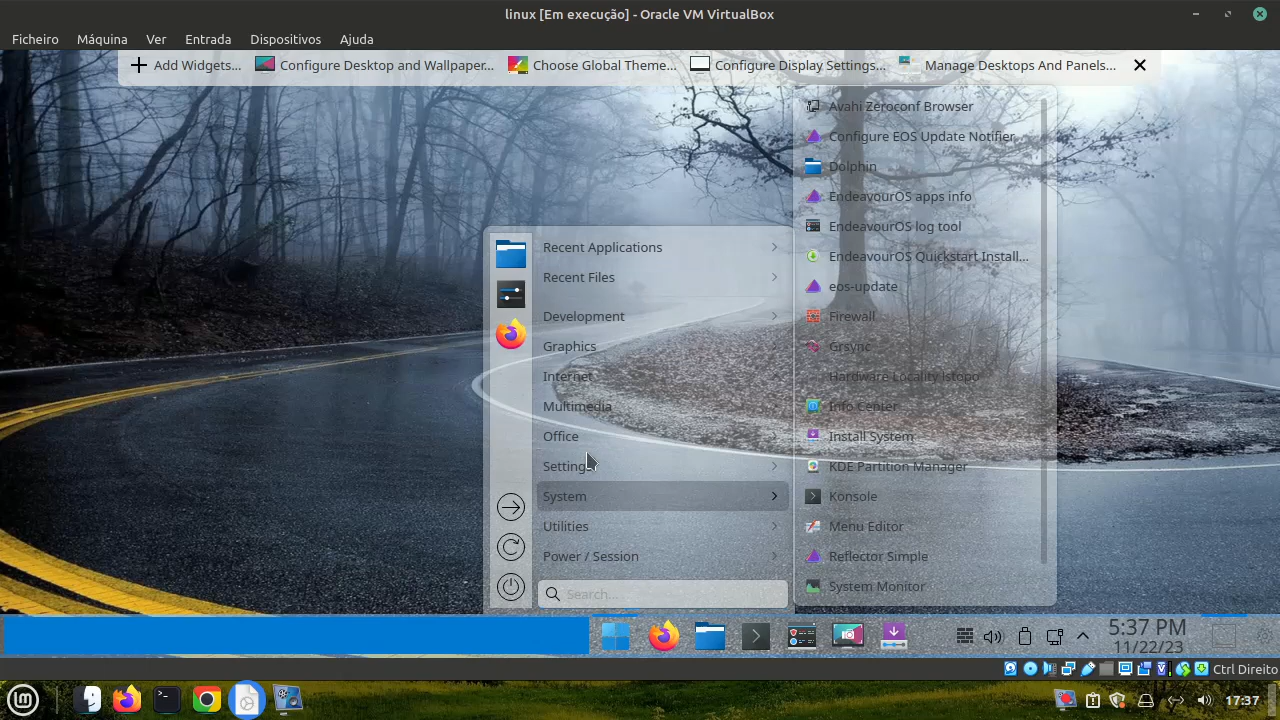 linux [Em execução] - Oracle VM VirtualBox
Ficheiro Máquina Ver Entrada Dispositivos Ajuda
Add Widgets... Configure Desktop and Wallpaper... Choose Global Theme... Configure Display Settings... Manage Desktops And Panels...
Recent Applications
Recent Files
Development
Graphics
Internet
Multimedia
Office
Settings
System
Utilities
Power / Session
Search...
Avahi Zeroconf Browser
Configure EOS Update Notifier
Dolphin
EndeavourOS apps info
EndeavourOS log tool
EndeavourOS Quickstart Install...
eos-update
Firewall
Grsync
Hardware Locality lstopo
Info Center
Install System
KDE Partition Manager
Konsole
Menu Editor
Reflector Simple
System Monitor
5:37 PM
11/22/23
Ctrl Direito
17:37